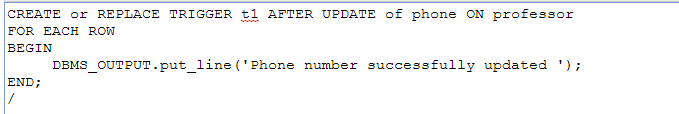 CREATE or REPLACE TRIGGER t1 AFTER UPDATE of phone ON professor
FOR EACH ROW
BEGIN
     DBMS_OUTPUT.put_line('Phone number successfully updated ');
END;
/